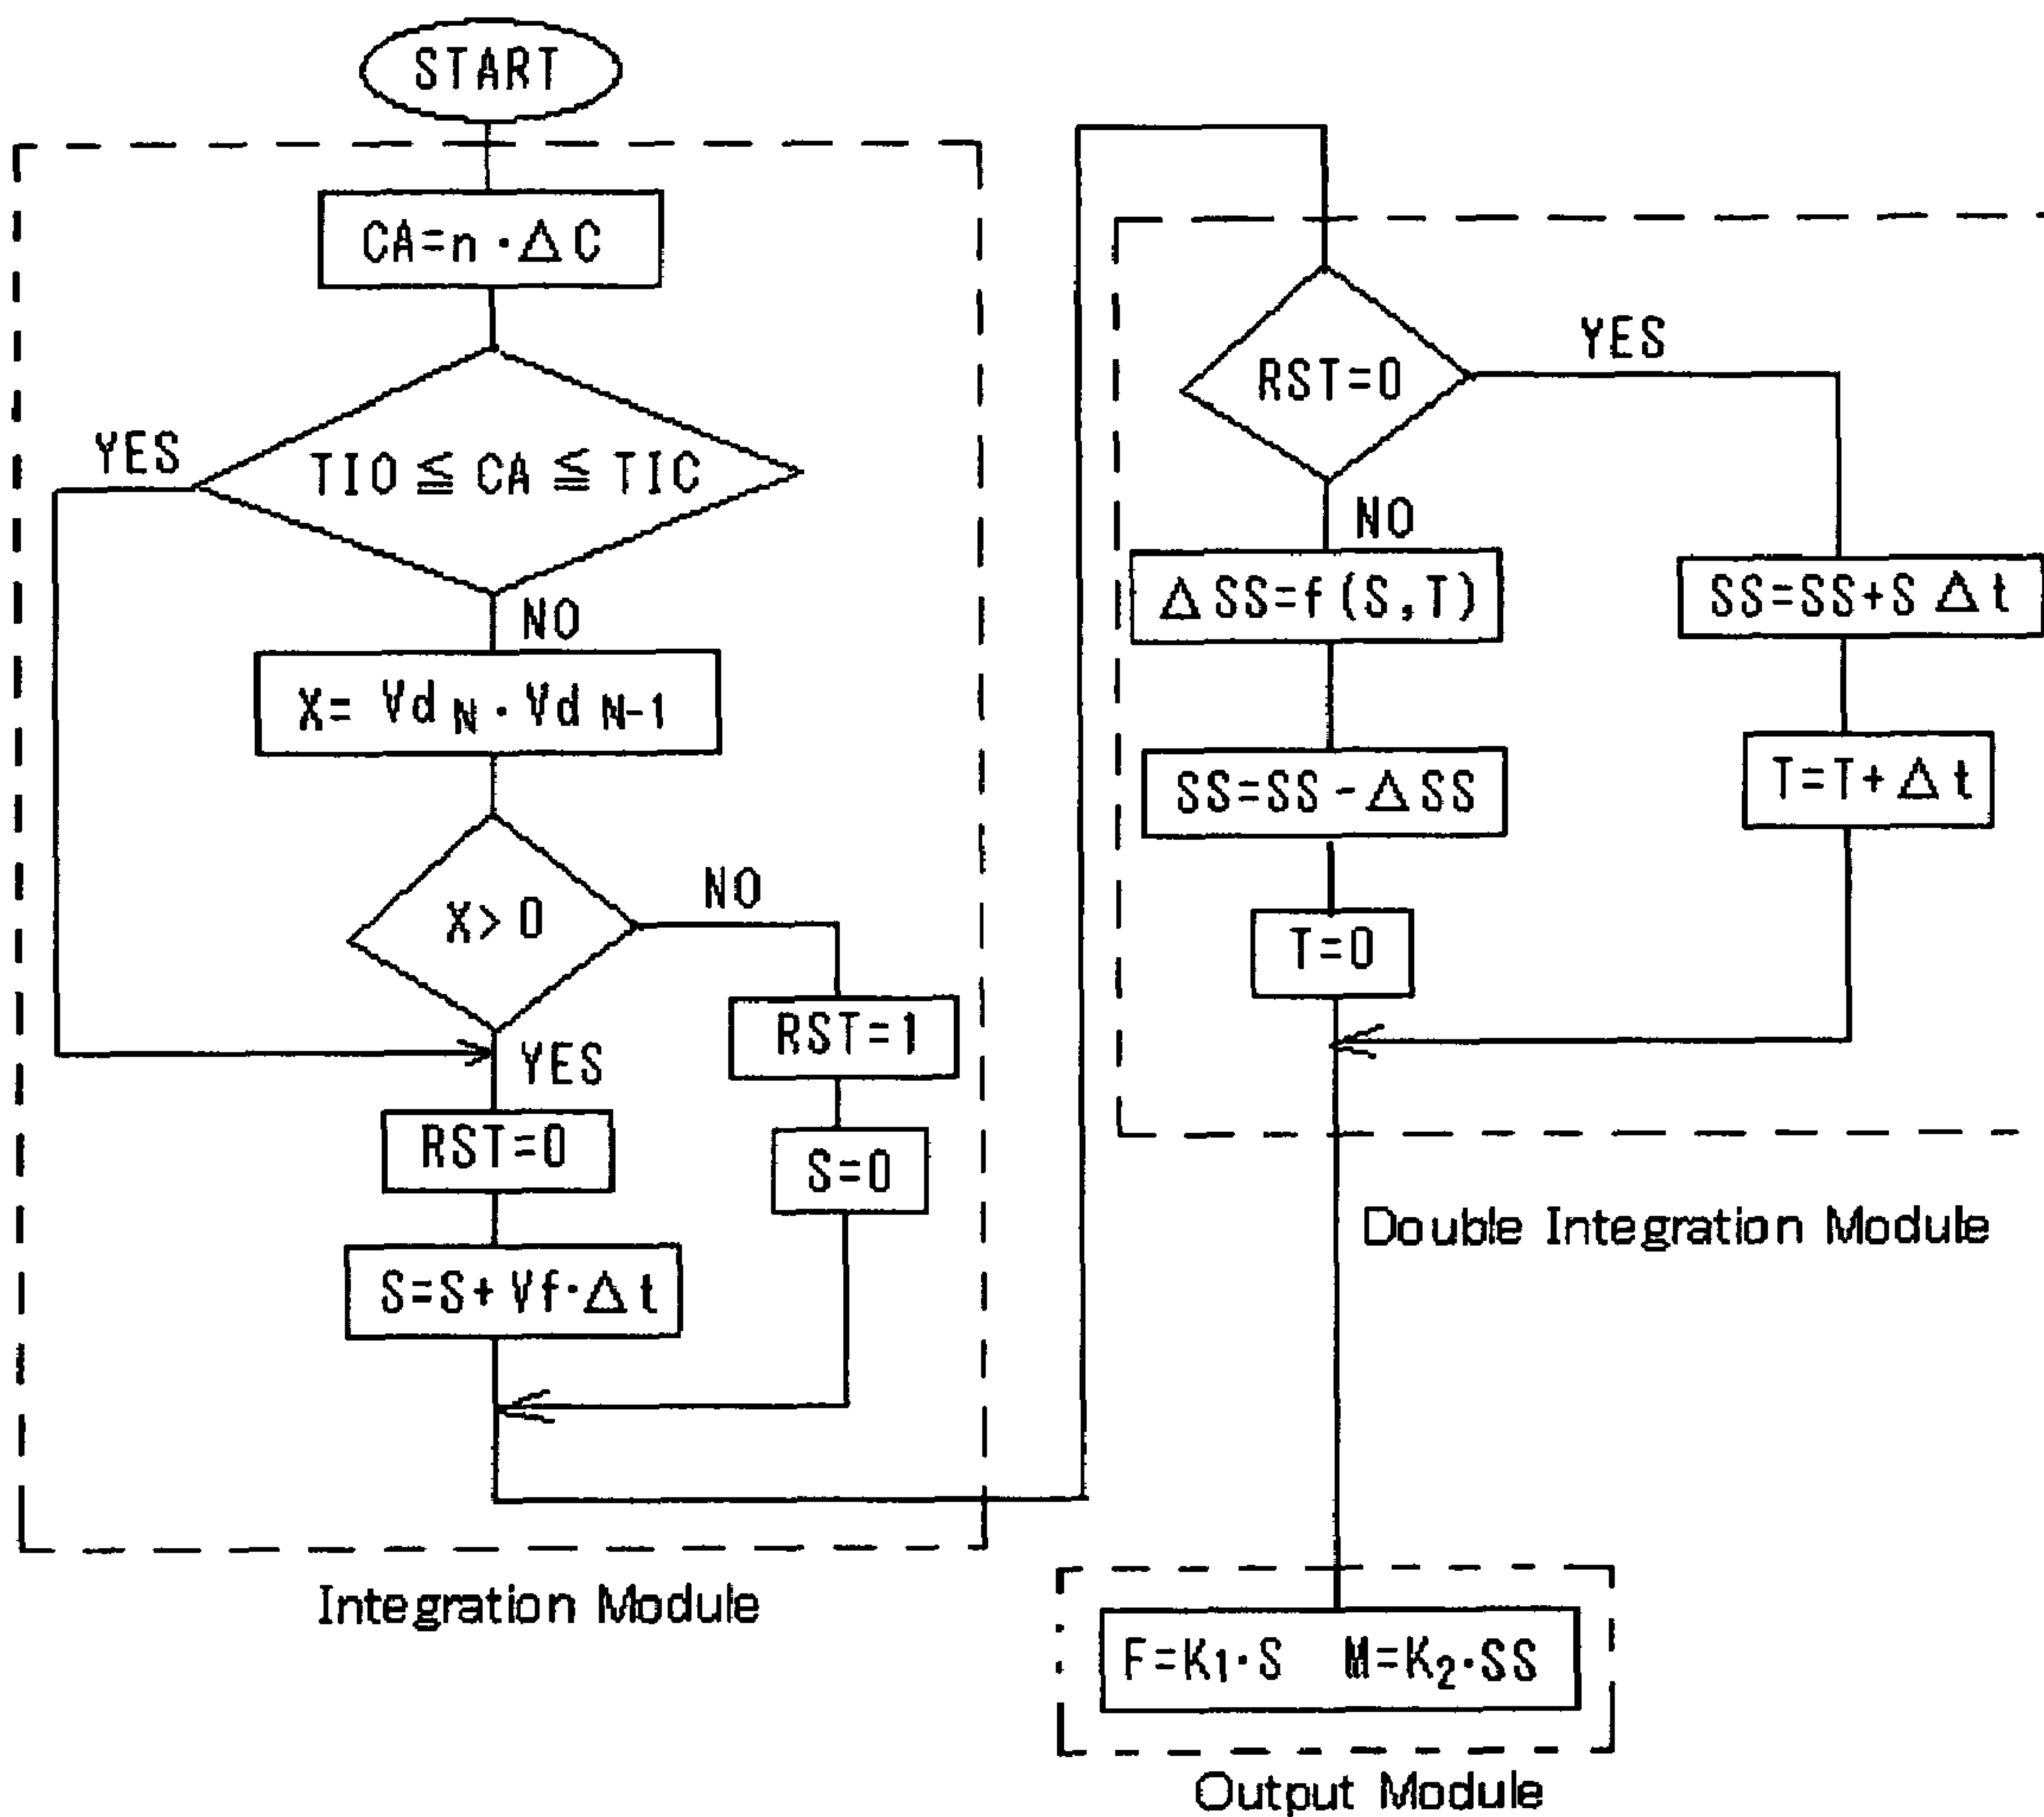 START
CA=n·ΔC
TIO ≦ CA ≦ TIC
YES
NO
X= Vd N · Vd N-1
X> 0
NO
YES
RST=1
S=0
RST=0
S=S+ Vf·Δt
Integration Module
RST=0
YES
NO
ΔSS=f(S,T)
SS=SS-ΔSS
T=0
SS=SS+SΔt
T=T+Δt
Double Integration Module
F=K1·S M=K2·SS
Output Module